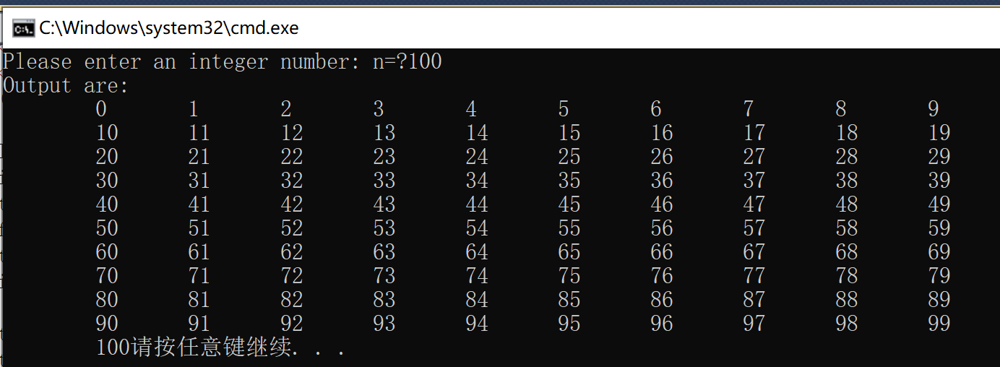 C:\Windows\system32\cmd.exe
Please enter an integer number: n=?100
Output are:
0 1 2 3 4 5 6 7 8 9
10 11 12 13 14 15 16 17 18 19
20 21 22 23 24 25 26 27 28 29
30 31 32 33 34 35 36 37 38 39
40 41 42 43 44 45 46 47 48 49
50 51 52 53 54 55 56 57 58 59
60 61 62 63 64 65 66 67 68 69
70 71 72 73 74 75 76 77 78 79
80 81 82 83 84 85 86 87 88 89
90 91 92 93 94 95 96 97 98 99
100请按任意键继续. . .